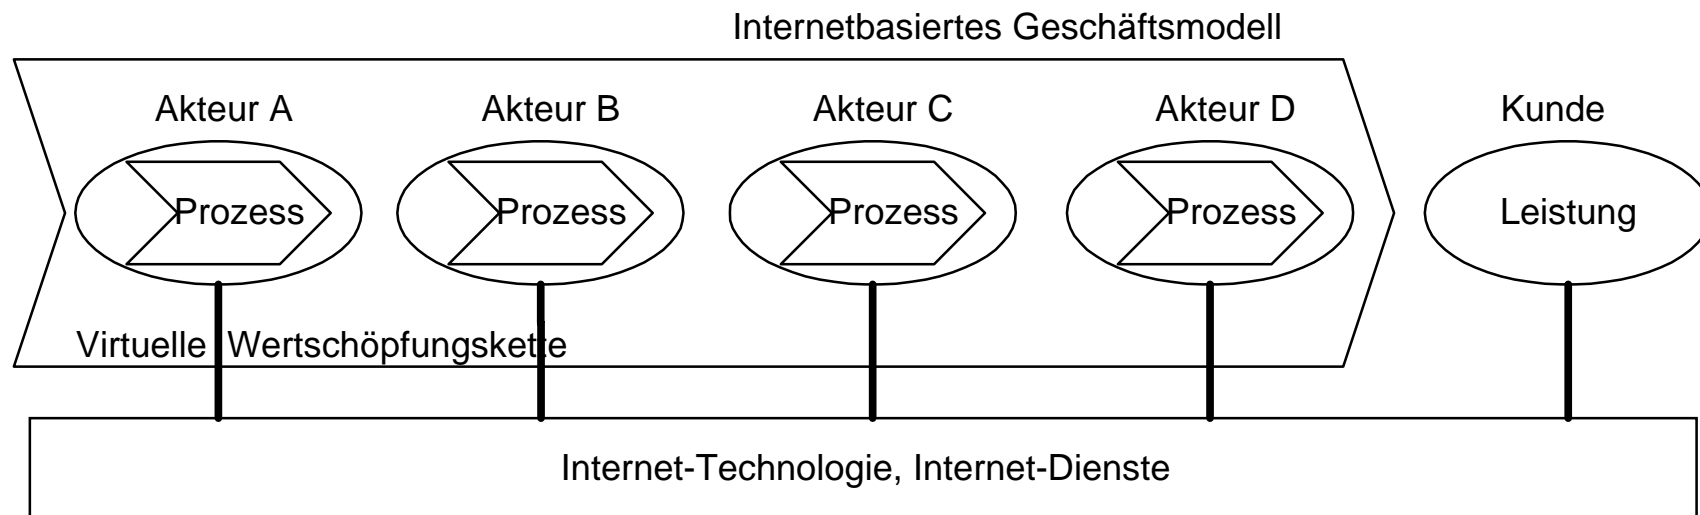 Internetbasiertes Geschäftsmodell
Akteur A Akteur B Akteur C Akteur D Kunde
Prozess Prozess Prozess Prozess Leistung
Virtuelle Wertschöpfungskette
Internet-Technologie, Internet-Dienste